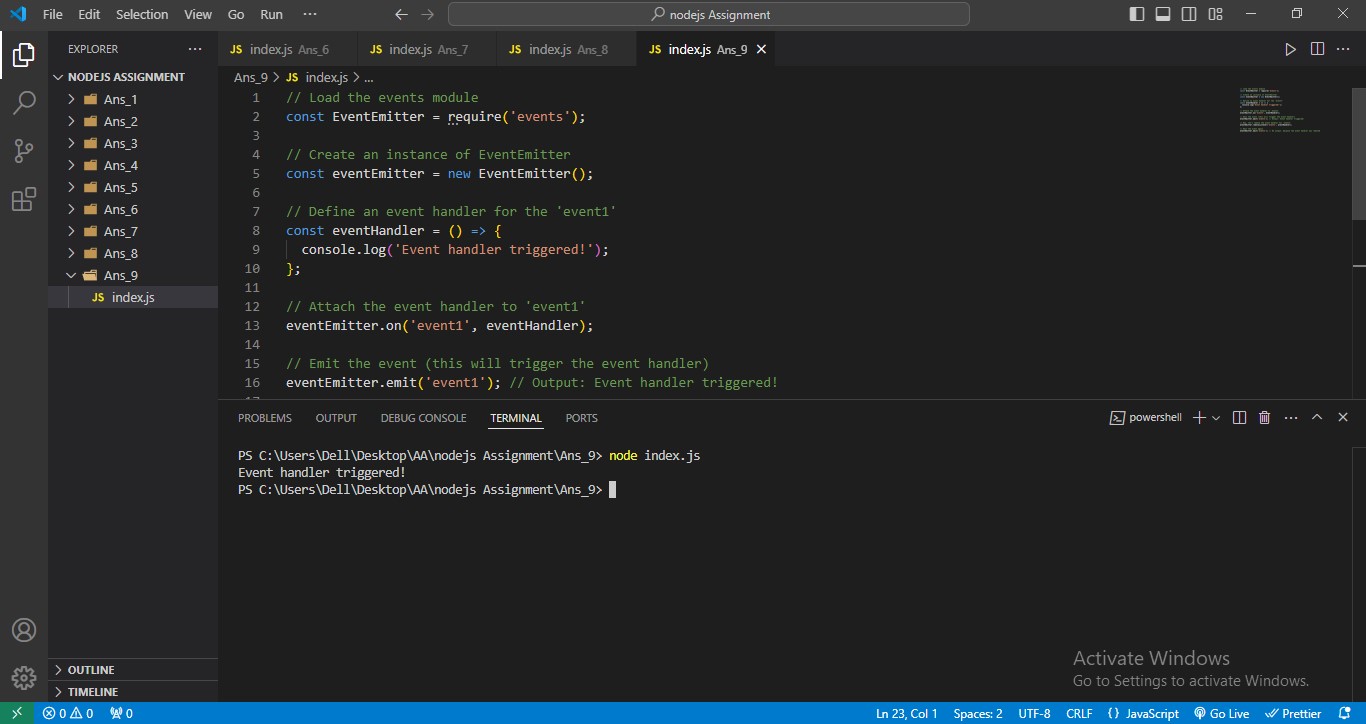 File Edit Selection View Go Run ··· nodejs Assignment
EXPLORER ···
NODEJS ASSIGNMENT
Ans_1
Ans_2
Ans_3
Ans_4
Ans_5
Ans_6
Ans_7
Ans_8
Ans_9
JS index.js
OUTLINE
TIMELINE
JS index.js Ans_6 JS index.js Ans_7 JS index.js Ans_8 JS index.js Ans_9
Ans_9 > JS index.js > ...
1 // Load the events module
2 const EventEmitter = require('events');
3
4 // Create an instance of EventEmitter
5 const eventEmitter = new EventEmitter();
6
7 // Define an event handler for the 'event1'
8 const eventHandler = () => {
9 console.log('Event handler triggered!');
10 };
11
12 // Attach the event handler to 'event1'
13 eventEmitter.on('event1', eventHandler);
14
15 // Emit the event (this will trigger the event handler)
16 eventEmitter.emit('event1'); // Output: Event handler triggered!
PROBLEMS OUTPUT DEBUG CONSOLE TERMINAL PORTS powershell
PS C:\Users\Dell\Desktop\AA\nodejs Assignment\Ans_9> node index.js
Event handler triggered!
PS C:\Users\Dell\Desktop\AA\nodejs Assignment\Ans_9>
Activate Windows
Go to Settings to activate Windows.
0 0 0 Ln 23, Col 1 Spaces: 2 UTF-8 CRLF {} JavaScript Go Live Prettier